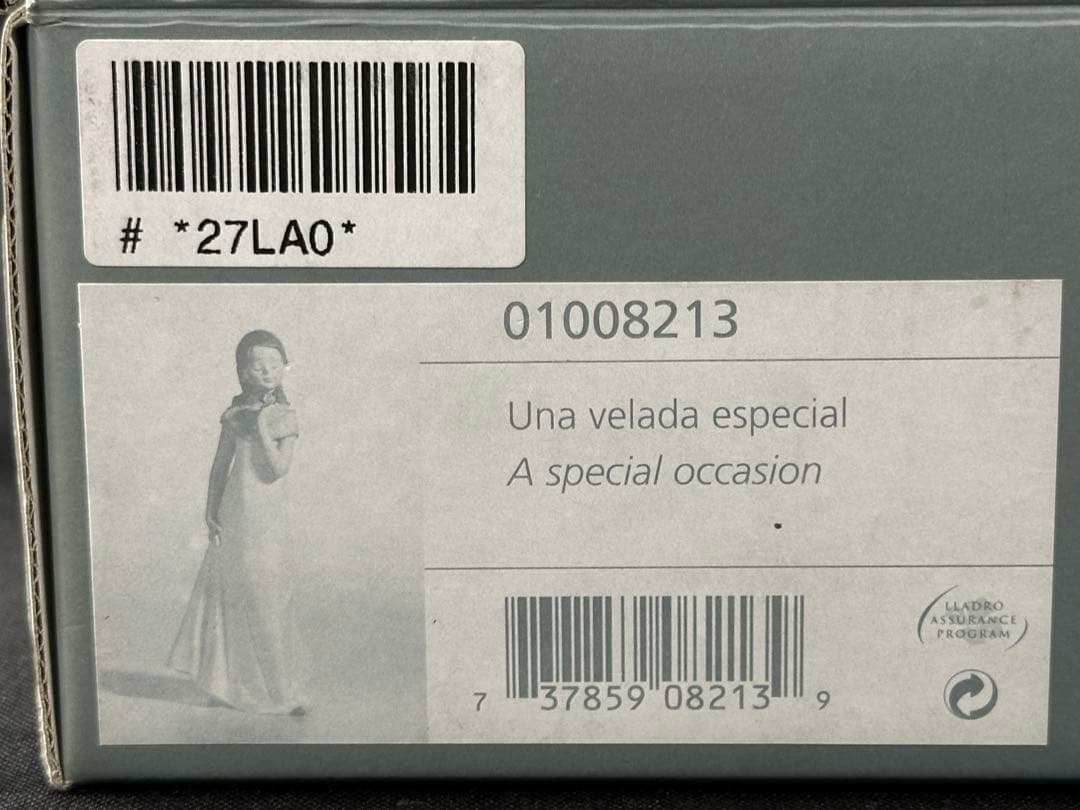 # *27LA0*
01008213
Una velada especial
A special occasion
7 37859 08213 9
LLADRO
ASSURANCE
PROGRAM